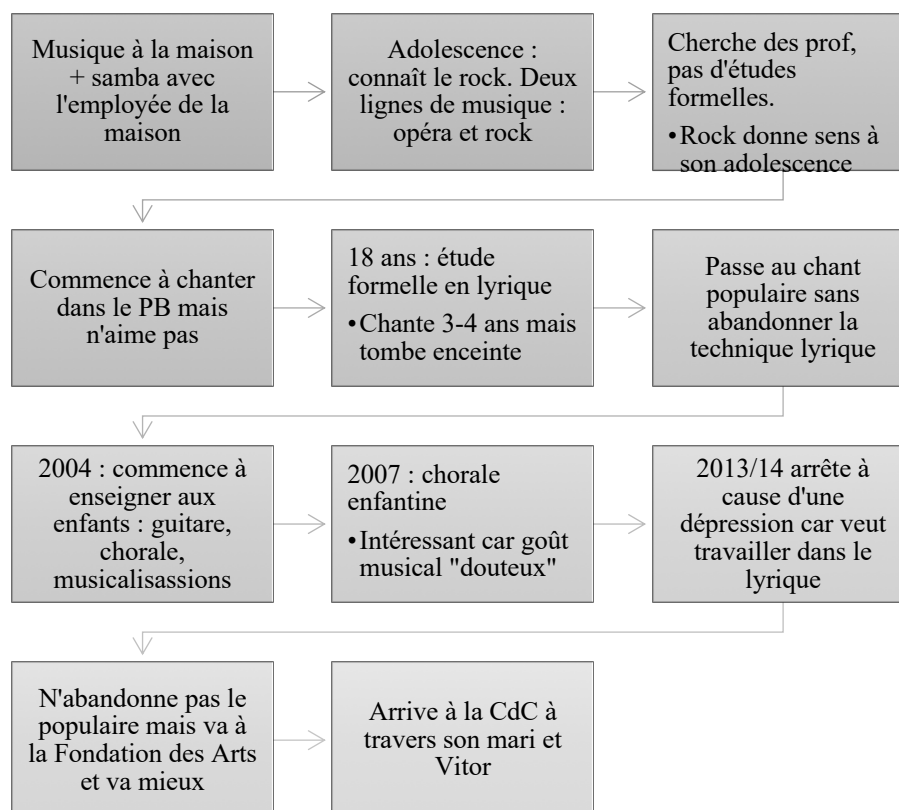 Musique à la maison
+ samba avec
l'employée de la
maison
Adolescence :
connaît le rock. Deux
lignes de musique :
opéra et rock
Cherche des prof,
pas d'études
formelles.
•Rock donne sens à
son adolescence
Commence à chanter
dans le PB mais
n'aime pas
18 ans : étude
formelle en lyrique
•Chante 3-4 ans mais
tombe enceinte
Passe au chant
populaire sans
abandonner la
technique lyrique
2004 : commence à
enseigner aux
enfants : guitare,
chorale,
musicalisassions
2007 : chorale
enfantine
•Intéressant car goût
musical "douteux"
2013/14 arrête à
cause d'une
dépression car veut
travailler dans le
lyrique
N'abandonne pas le
populaire mais va à
la Fondation des Arts
et va mieux
Arrive à la CdC à
travers son mari et
Vitor